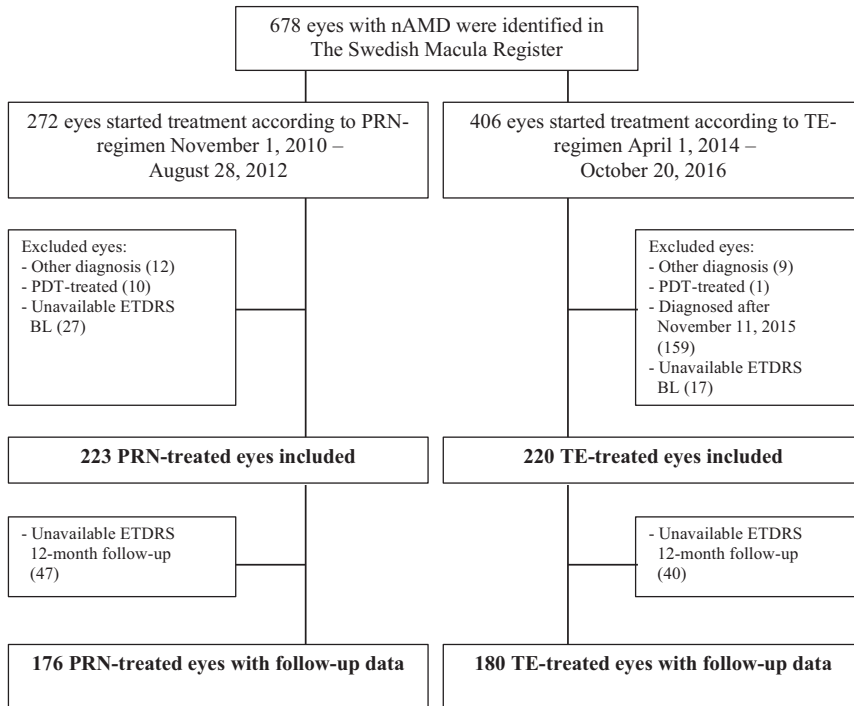 678 eyes with nAMD were identified in
The Swedish Macula Register
272 eyes started treatment according to PRN-
regimen November 1, 2010 –
August 28, 2012
406 eyes started treatment according to TE-
regimen April 1, 2014 –
October 20, 2016
Excluded eyes:
- Other diagnosis (12)
- PDT-treated (10)
- Unavailable ETDRS
BL (27)
Excluded eyes:
- Other diagnosis (9)
- PDT-treated (1)
- Diagnosed after
November 11, 2015
(159)
- Unavailable ETDRS
BL (17)
223 PRN-treated eyes included
220 TE-treated eyes included
- Unavailable ETDRS
12-month follow-up
(47)
- Unavailable ETDRS
12-month follow-up
(40)
176 PRN-treated eyes with follow-up data
180 TE-treated eyes with follow-up data